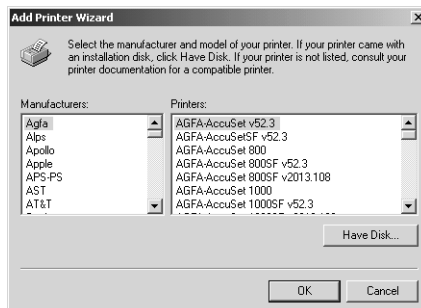 Add Printer Wizard
Select the manufacturer and model of your printer. If your printer came with
an installation disk, click Have Disk. If your printer is not listed, consult your
printer documentation for a compatible printer.
Manufacturers:
Agfa
Alps
Apollo
Apple
APS-PS
AST
AT&T
Printers:
AGFA-AccuSet v52.3
AGFA-AccuSetSF v52.3
AGFA-AccuSet 800
AGFA-AccuSet 800SF v52.3
AGFA-AccuSet 800SF v2013.108
AGFA-AccuSet 1000
AGFA-AccuSet 1000SF v52.3
Have Disk...
OK
Cancel